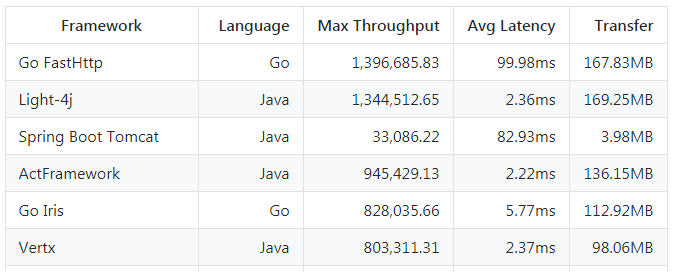 Framework Language Max Throughput Avg Latency Transfer
Go FastHttp Go 1,396,685.83 99.98ms 167.83MB
Light-4j Java 1,344,512.65 2.36ms 169.25MB
Spring Boot Tomcat Java 33,086.22 82.93ms 3.98MB
ActFramework Java 945,429.13 2.22ms 136.15MB
Go Iris Go 828,035.66 5.77ms 112.92MB
Vertx Java 803,311.31 2.37ms 98.06MB